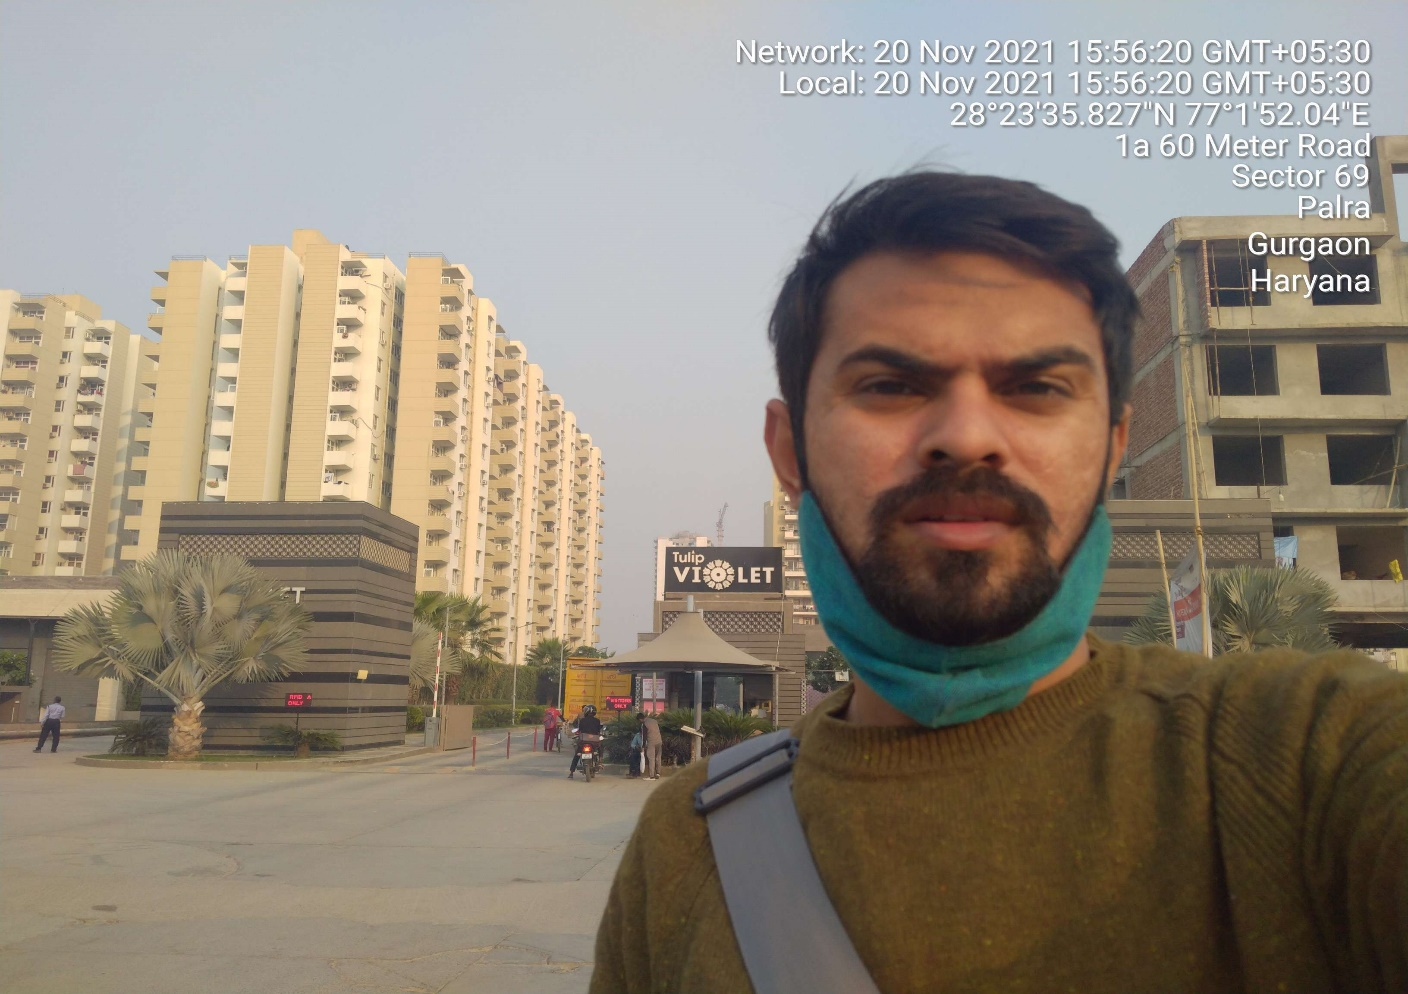 Network: 20 Nov 2021 15:56:20 GMT+05:30
Local: 20 Nov 2021 15:56:20 GMT+05:30
28°23'35.827"N 77°1'52.04"E
1a 60 Meter Road
Sector 69
Palra
Gurgaon
Haryana
Tulip
VIOLET
ONLY
ONLY